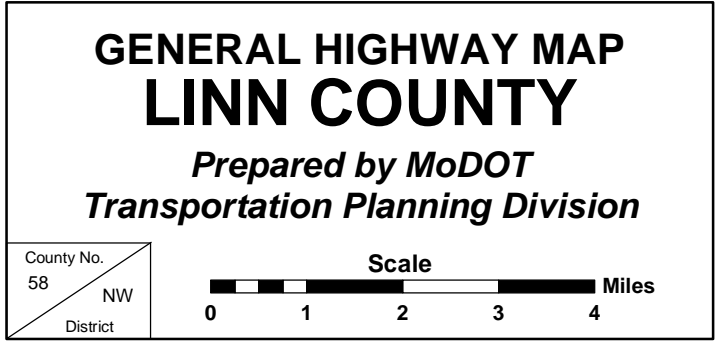 GENERAL HIGHWAY MAP
LINN COUNTY
Prepared by MoDOT
Transportation Planning Division
County No.
58
NW
District
Scale
Miles
0 1 2 3 4